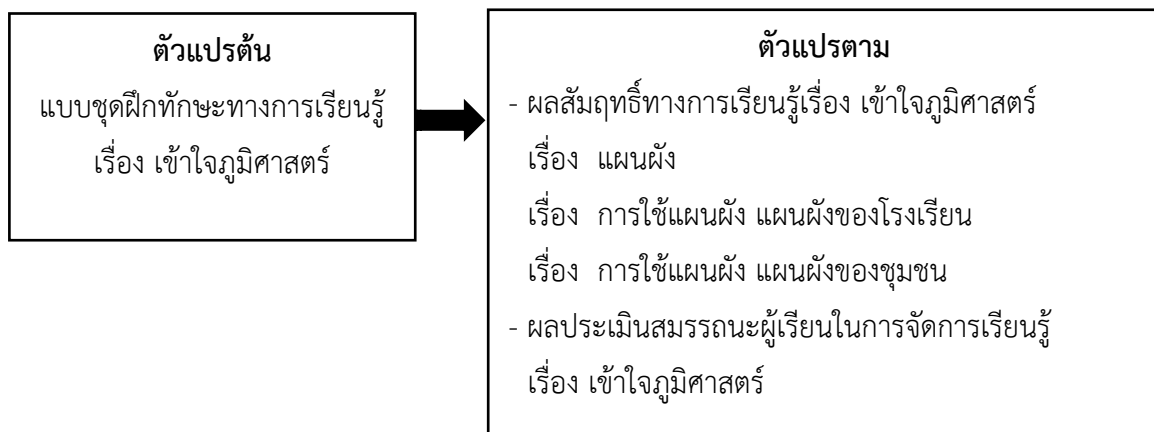 ตัวแปรต้น
แบบชุดฝึกทักษะทางการเรียนรู้
เรื่อง เข้าใจภูมิศาสตร์
ตัวแปรตาม
- ผลสัมฤทธิ์ทางการเรียนรู้เรื่อง เข้าใจภูมิศาสตร์
เรื่อง แผนผัง
เรื่อง การใช้แผนผัง แผนผังของโรงเรียน
เรื่อง การใช้แผนผัง แผนผังของชุมชน
- ผลประเมินสมรรถนะผู้เรียนในการจัดการเรียนรู้
เรื่อง เข้าใจภูมิศาสตร์